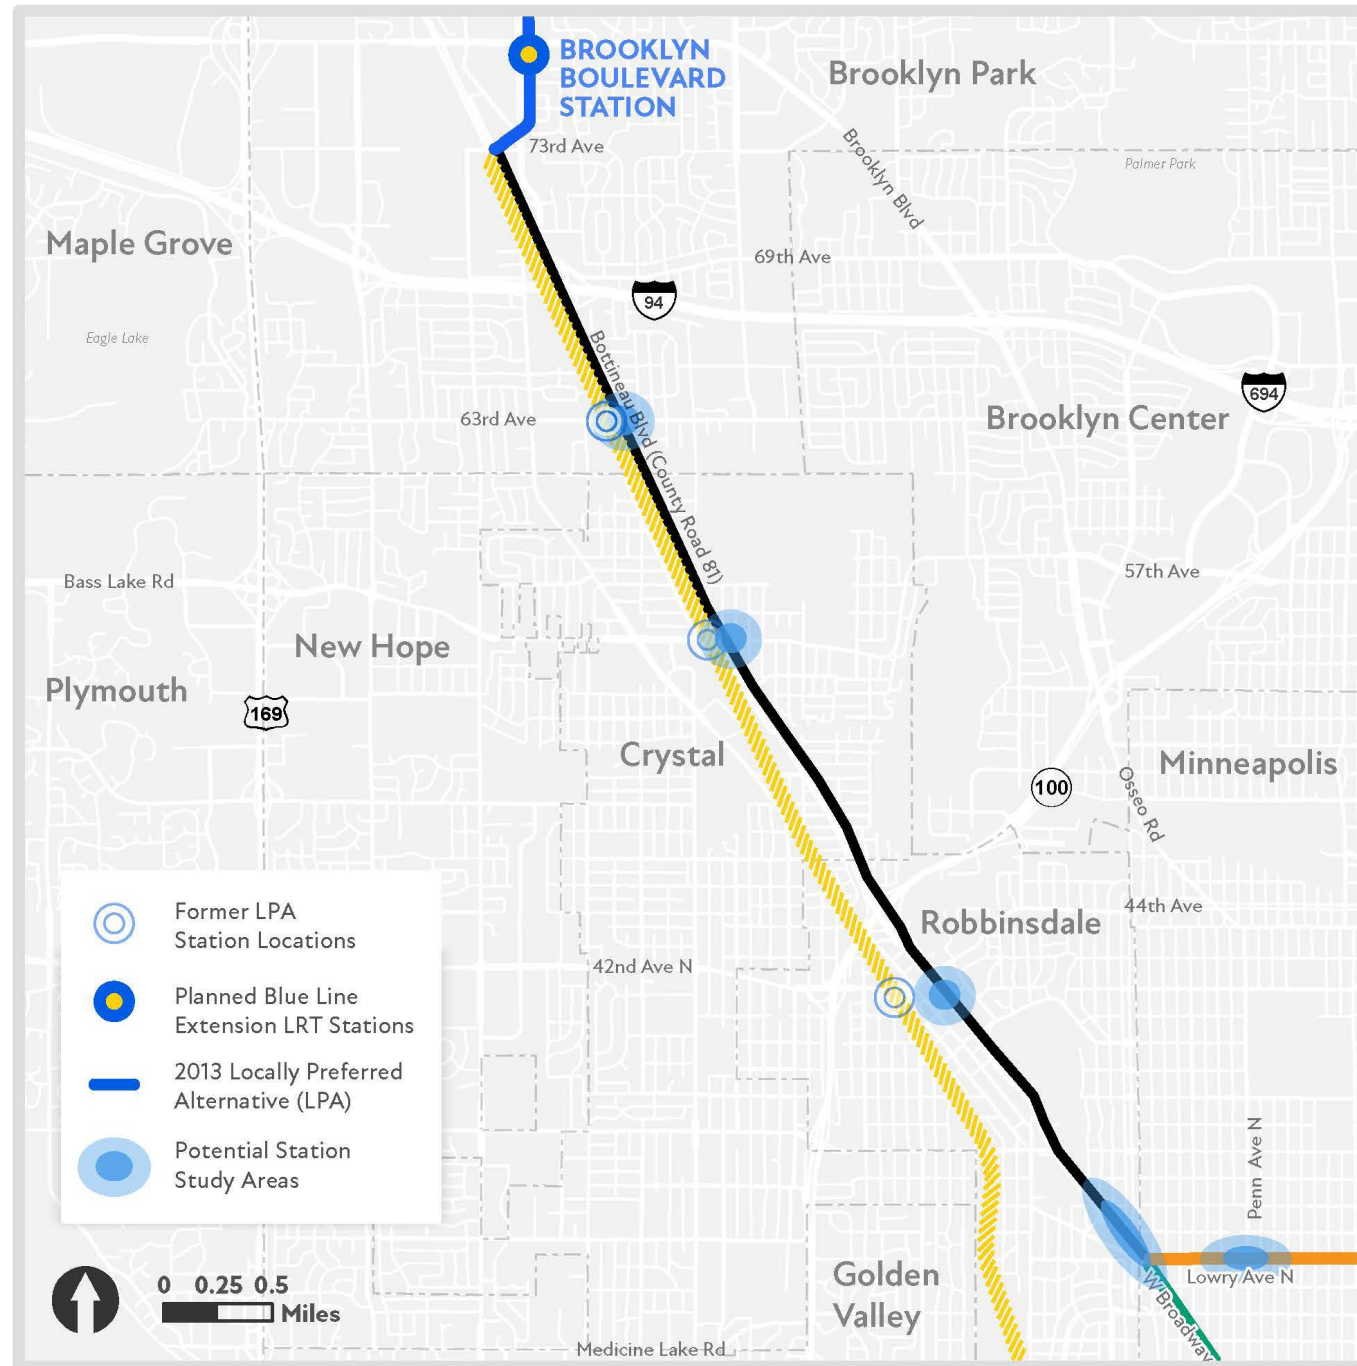 BROOKLYN
BOULEVARD
STATION
Brooklyn Park
73rd Ave
Brooklyn Blvd
Palmer Park
Maple Grove
69th Ave
94
Eagle Lake
Bottineau Blvd (County Road 81)
694
63rd Ave
Brooklyn Center
Bass Lake Rd
57th Ave
New Hope
Plymouth
169
Crystal
Minneapolis
100
Osseo Rd
Former LPA
Station Locations
Robbinsdale
44th Ave
42nd Ave N
Planned Blue Line
Extension LRT Stations
2013 Locally Preferred
Alternative (LPA)
Potential Station
Study Areas
Penn Ave N
Golden
Valley
Lowry Ave N
W Broadway
0 0.25 0.5
Miles
Medicine Lake Rd